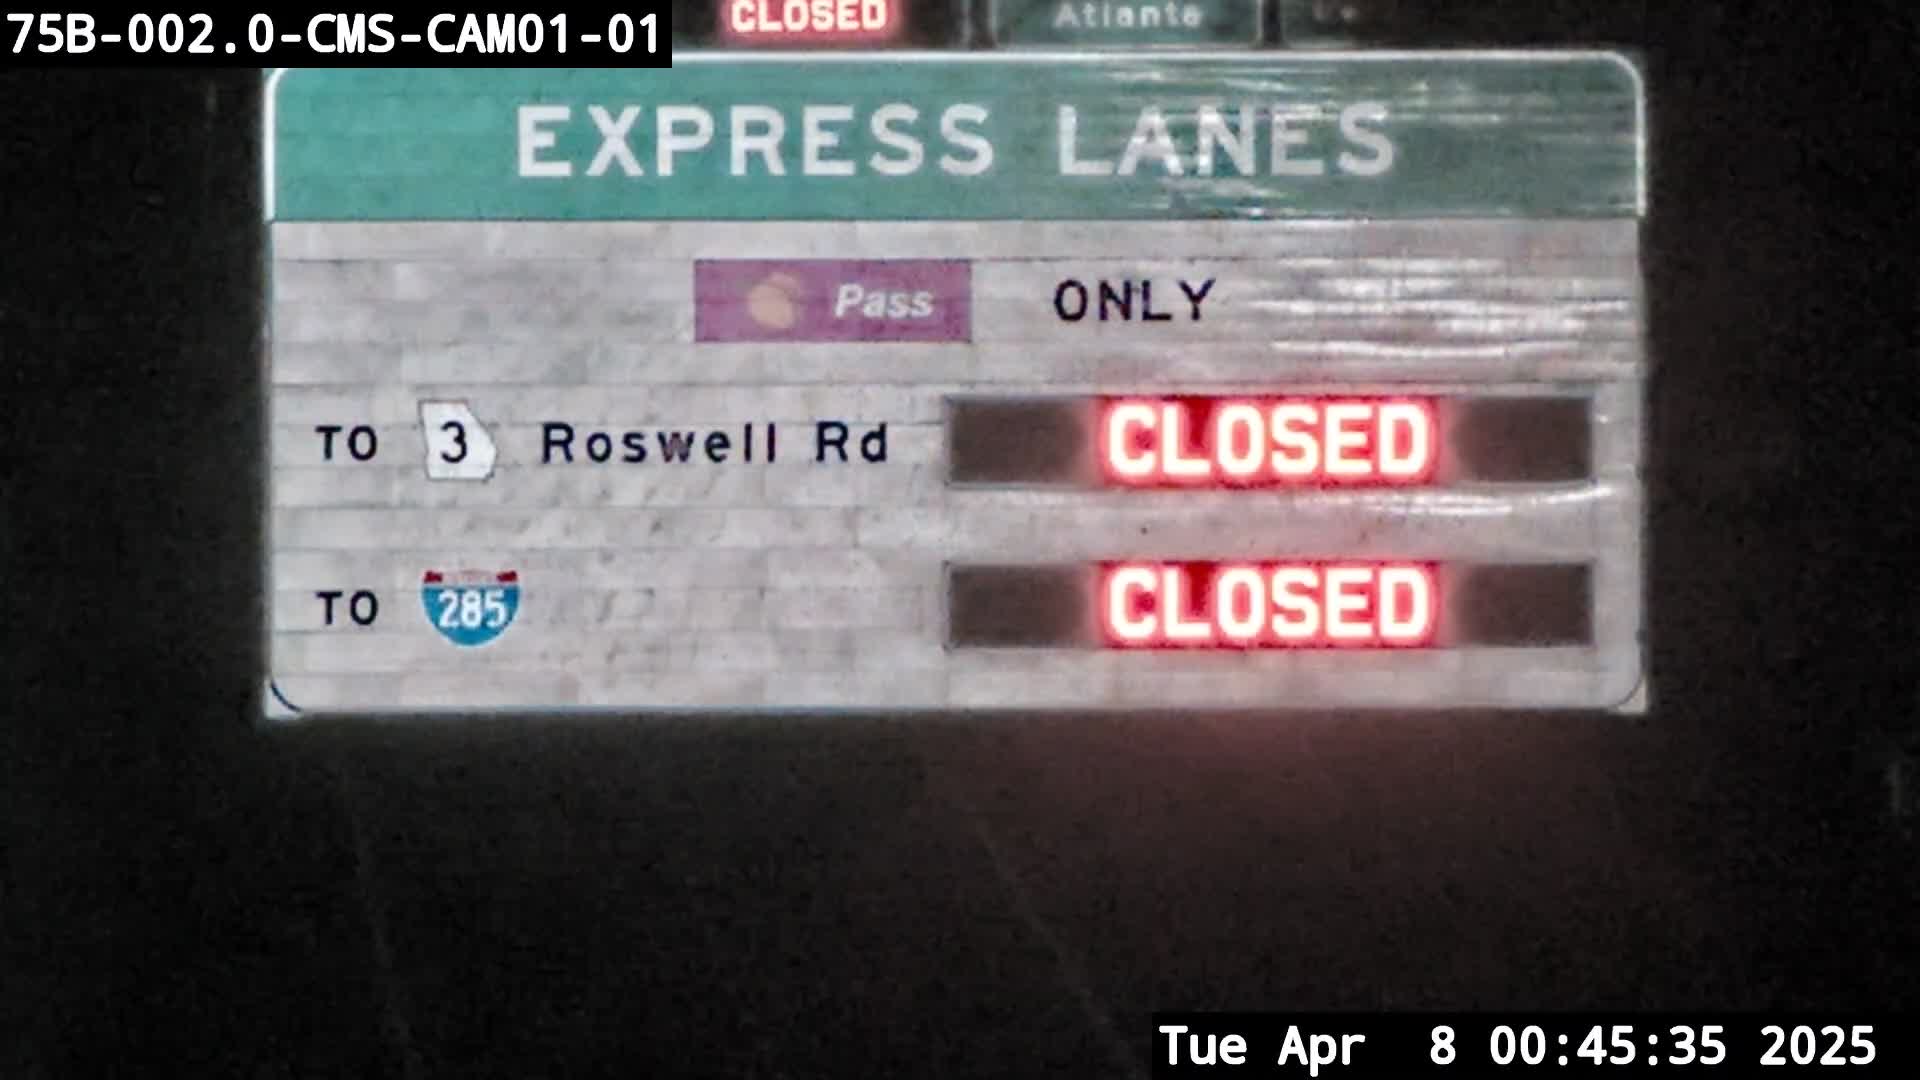 75B-002.0-CMS-CAM01-01
CLOSED
Atlanta
EXPRESS LANES
Pass ONLY
TO 3 Roswell Rd CLOSED
TO 285 CLOSED
Tue Apr 8 00:45:35 2025